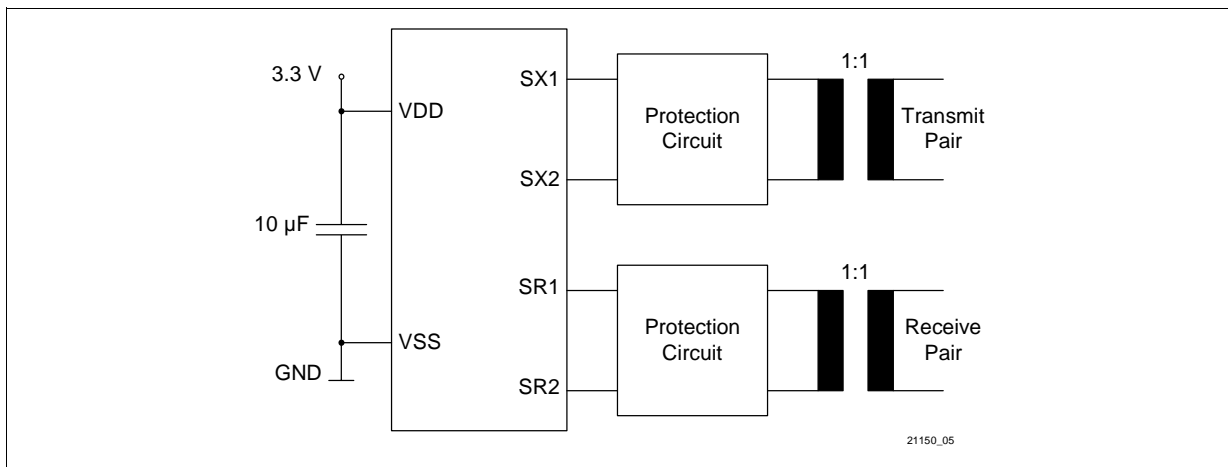 3.3 V
VDD
10 µF
VSS
GND
SX1
SX2
SR1
SR2
Protection
Circuit
1:1
Transmit
Pair
Protection
Circuit
1:1
Receive
Pair
21150_05